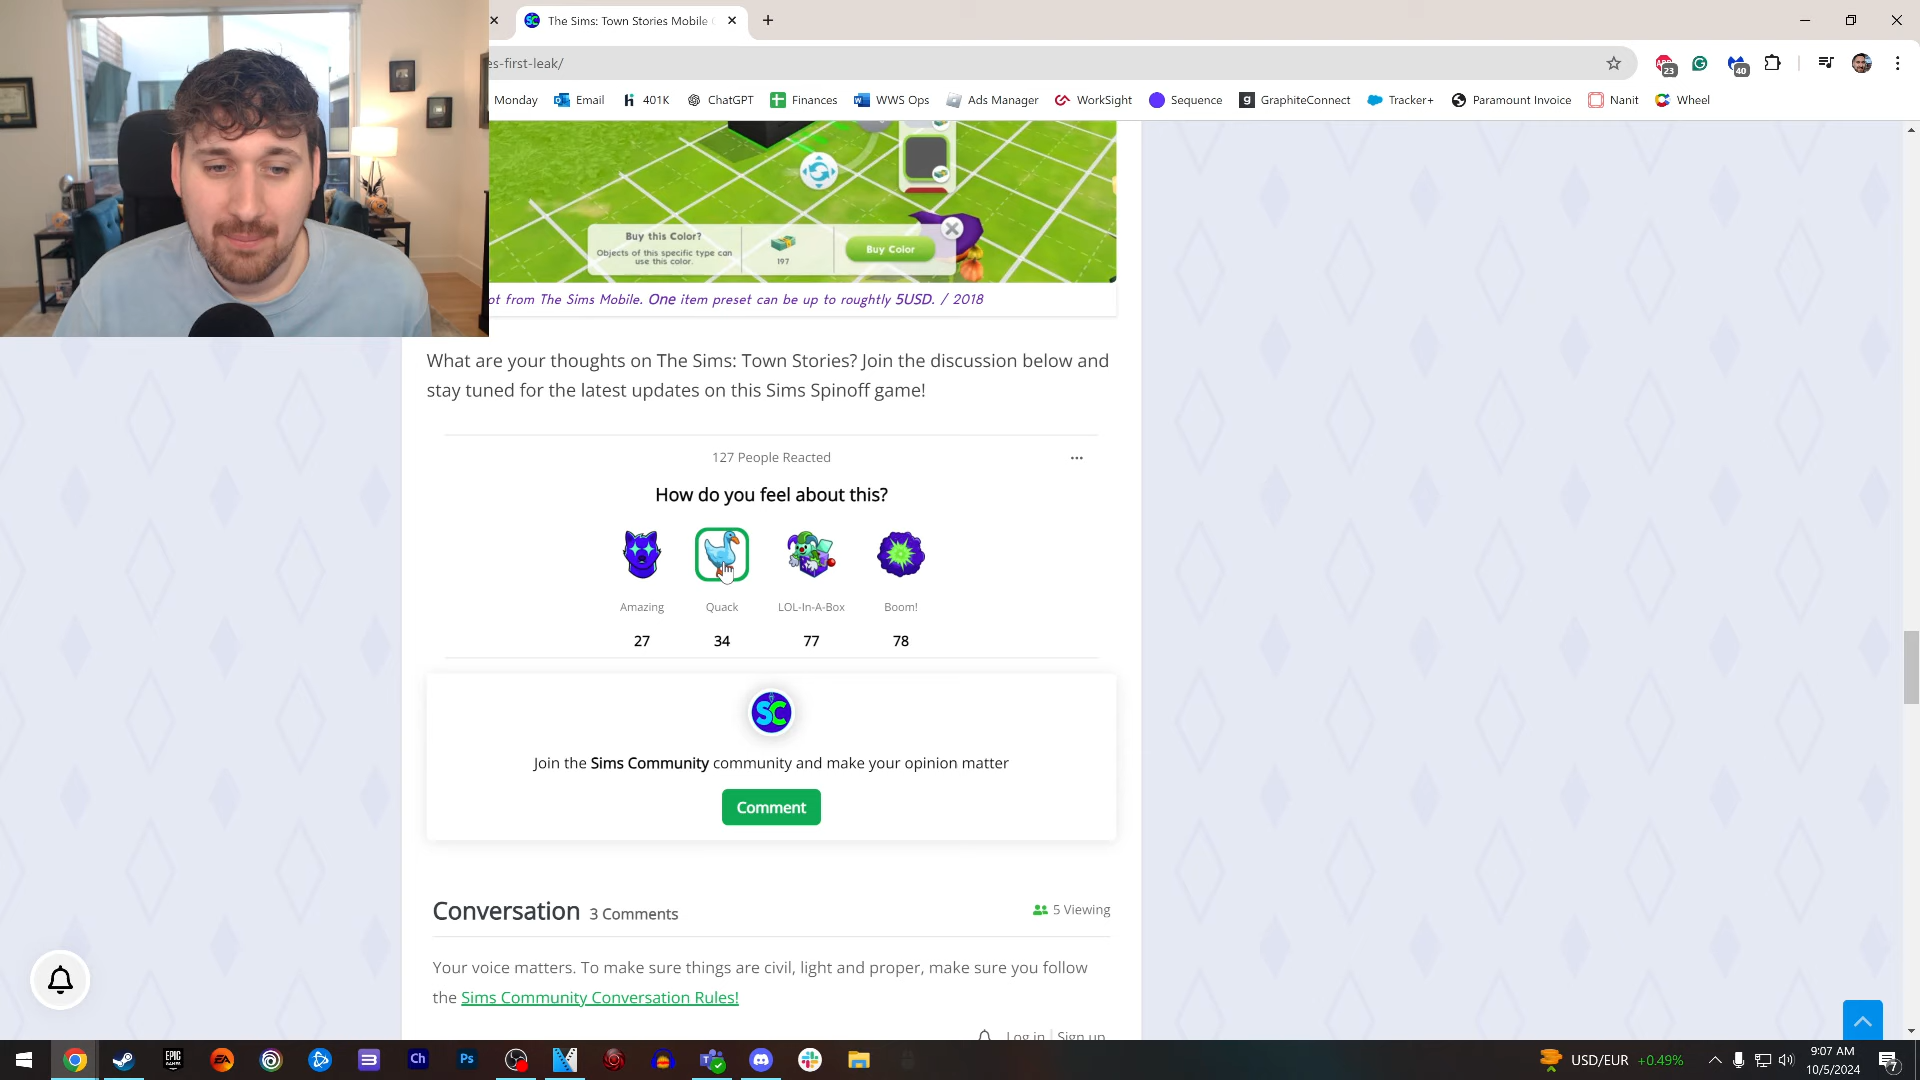 The Sims: Town Stories Mobile
es-first-leak/
23
40
Monday
Email
401K
ChatGPT
Finances
WWS Ops
Ads Manager
WorkSight
Sequence
GraphiteConnect
Tracker+
Paramount Invoice
Nanit
Wheel
Buy this Color?
Objects of this specific type can
use this color.
197
Buy Color
ot from The Sims Mobile. One item preset can be up to roughtly 5USD. / 2018
What are your thoughts on The Sims: Town Stories? Join the discussion below and
stay tuned for the latest updates on this Sims Spinoff game!
127 People Reacted
How do you feel about this?
Amazing
Quack
LOL-In-A-Box
Boom!
27
34
77
78
SC
Join the Sims Community community and make your opinion matter
Comment
Conversation 3 Comments
5 Viewing
Your voice matters. To make sure things are civil, light and proper, make sure you follow
the Sims Community Conversation Rules!
Log in | Sign up
USD/EUR +0.49%
9:07 AM
10/5/2024
7